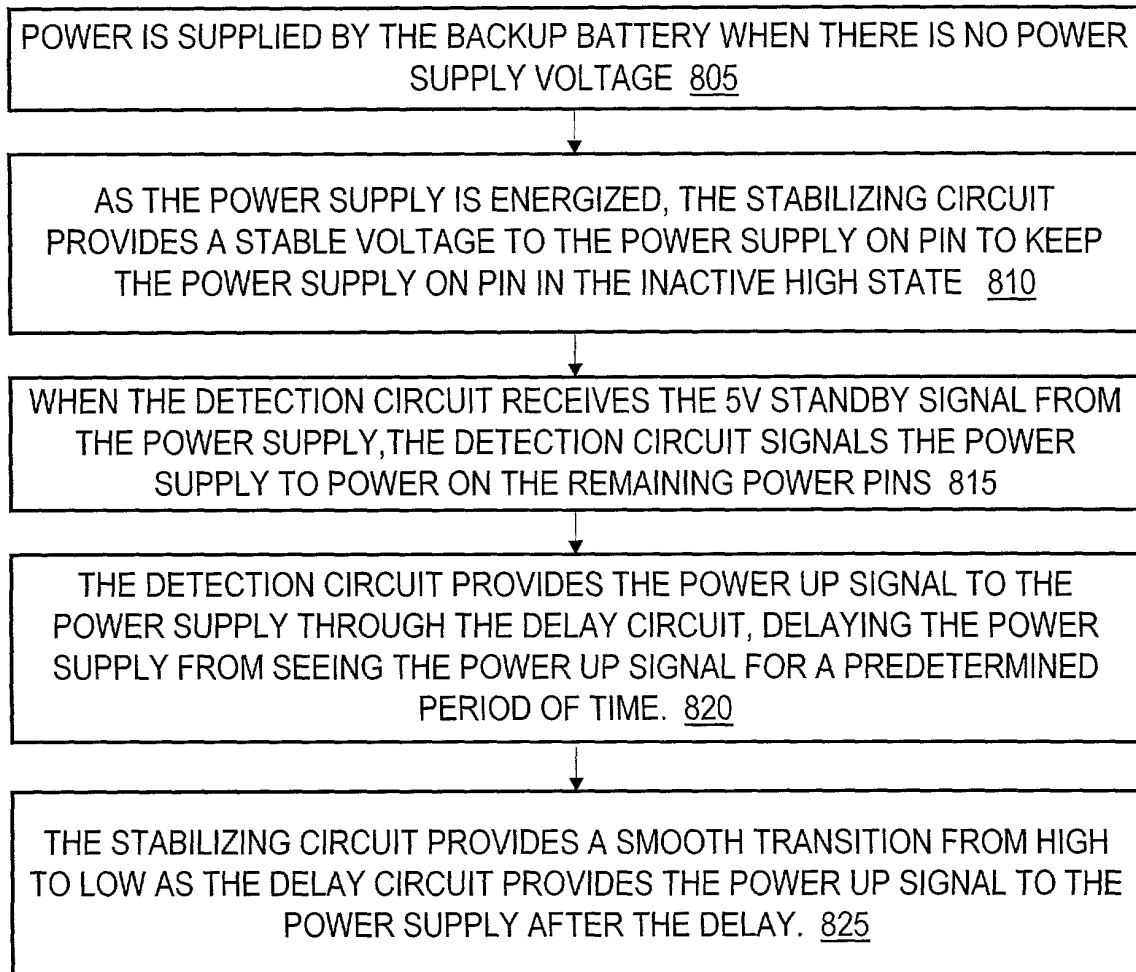 POWER IS SUPPLIED BY THE BACKUP BATTERY WHEN THERE IS NO POWER
SUPPLY VOLTAGE 805
AS THE POWER SUPPLY IS ENERGIZED, THE STABILIZING CIRCUIT
PROVIDES A STABLE VOLTAGE TO THE POWER SUPPLY ON PIN TO KEEP
THE POWER SUPPLY ON PIN IN THE INACTIVE HIGH STATE 810
WHEN THE DETECTION CIRCUIT RECEIVES THE 5V STANDBY SIGNAL FROM
THE POWER SUPPLY,THE DETECTION CIRCUIT SIGNALS THE POWER
SUPPLY TO POWER ON THE REMAINING POWER PINS 815
THE DETECTION CIRCUIT PROVIDES THE POWER UP SIGNAL TO THE
POWER SUPPLY THROUGH THE DELAY CIRCUIT, DELAYING THE POWER
SUPPLY FROM SEEING THE POWER UP SIGNAL FOR A PREDETERMINED
PERIOD OF TIME. 820
THE STABILIZING CIRCUIT PROVIDES A SMOOTH TRANSITION FROM HIGH
TO LOW AS THE DELAY CIRCUIT PROVIDES THE POWER UP SIGNAL TO THE
POWER SUPPLY AFTER THE DELAY. 825